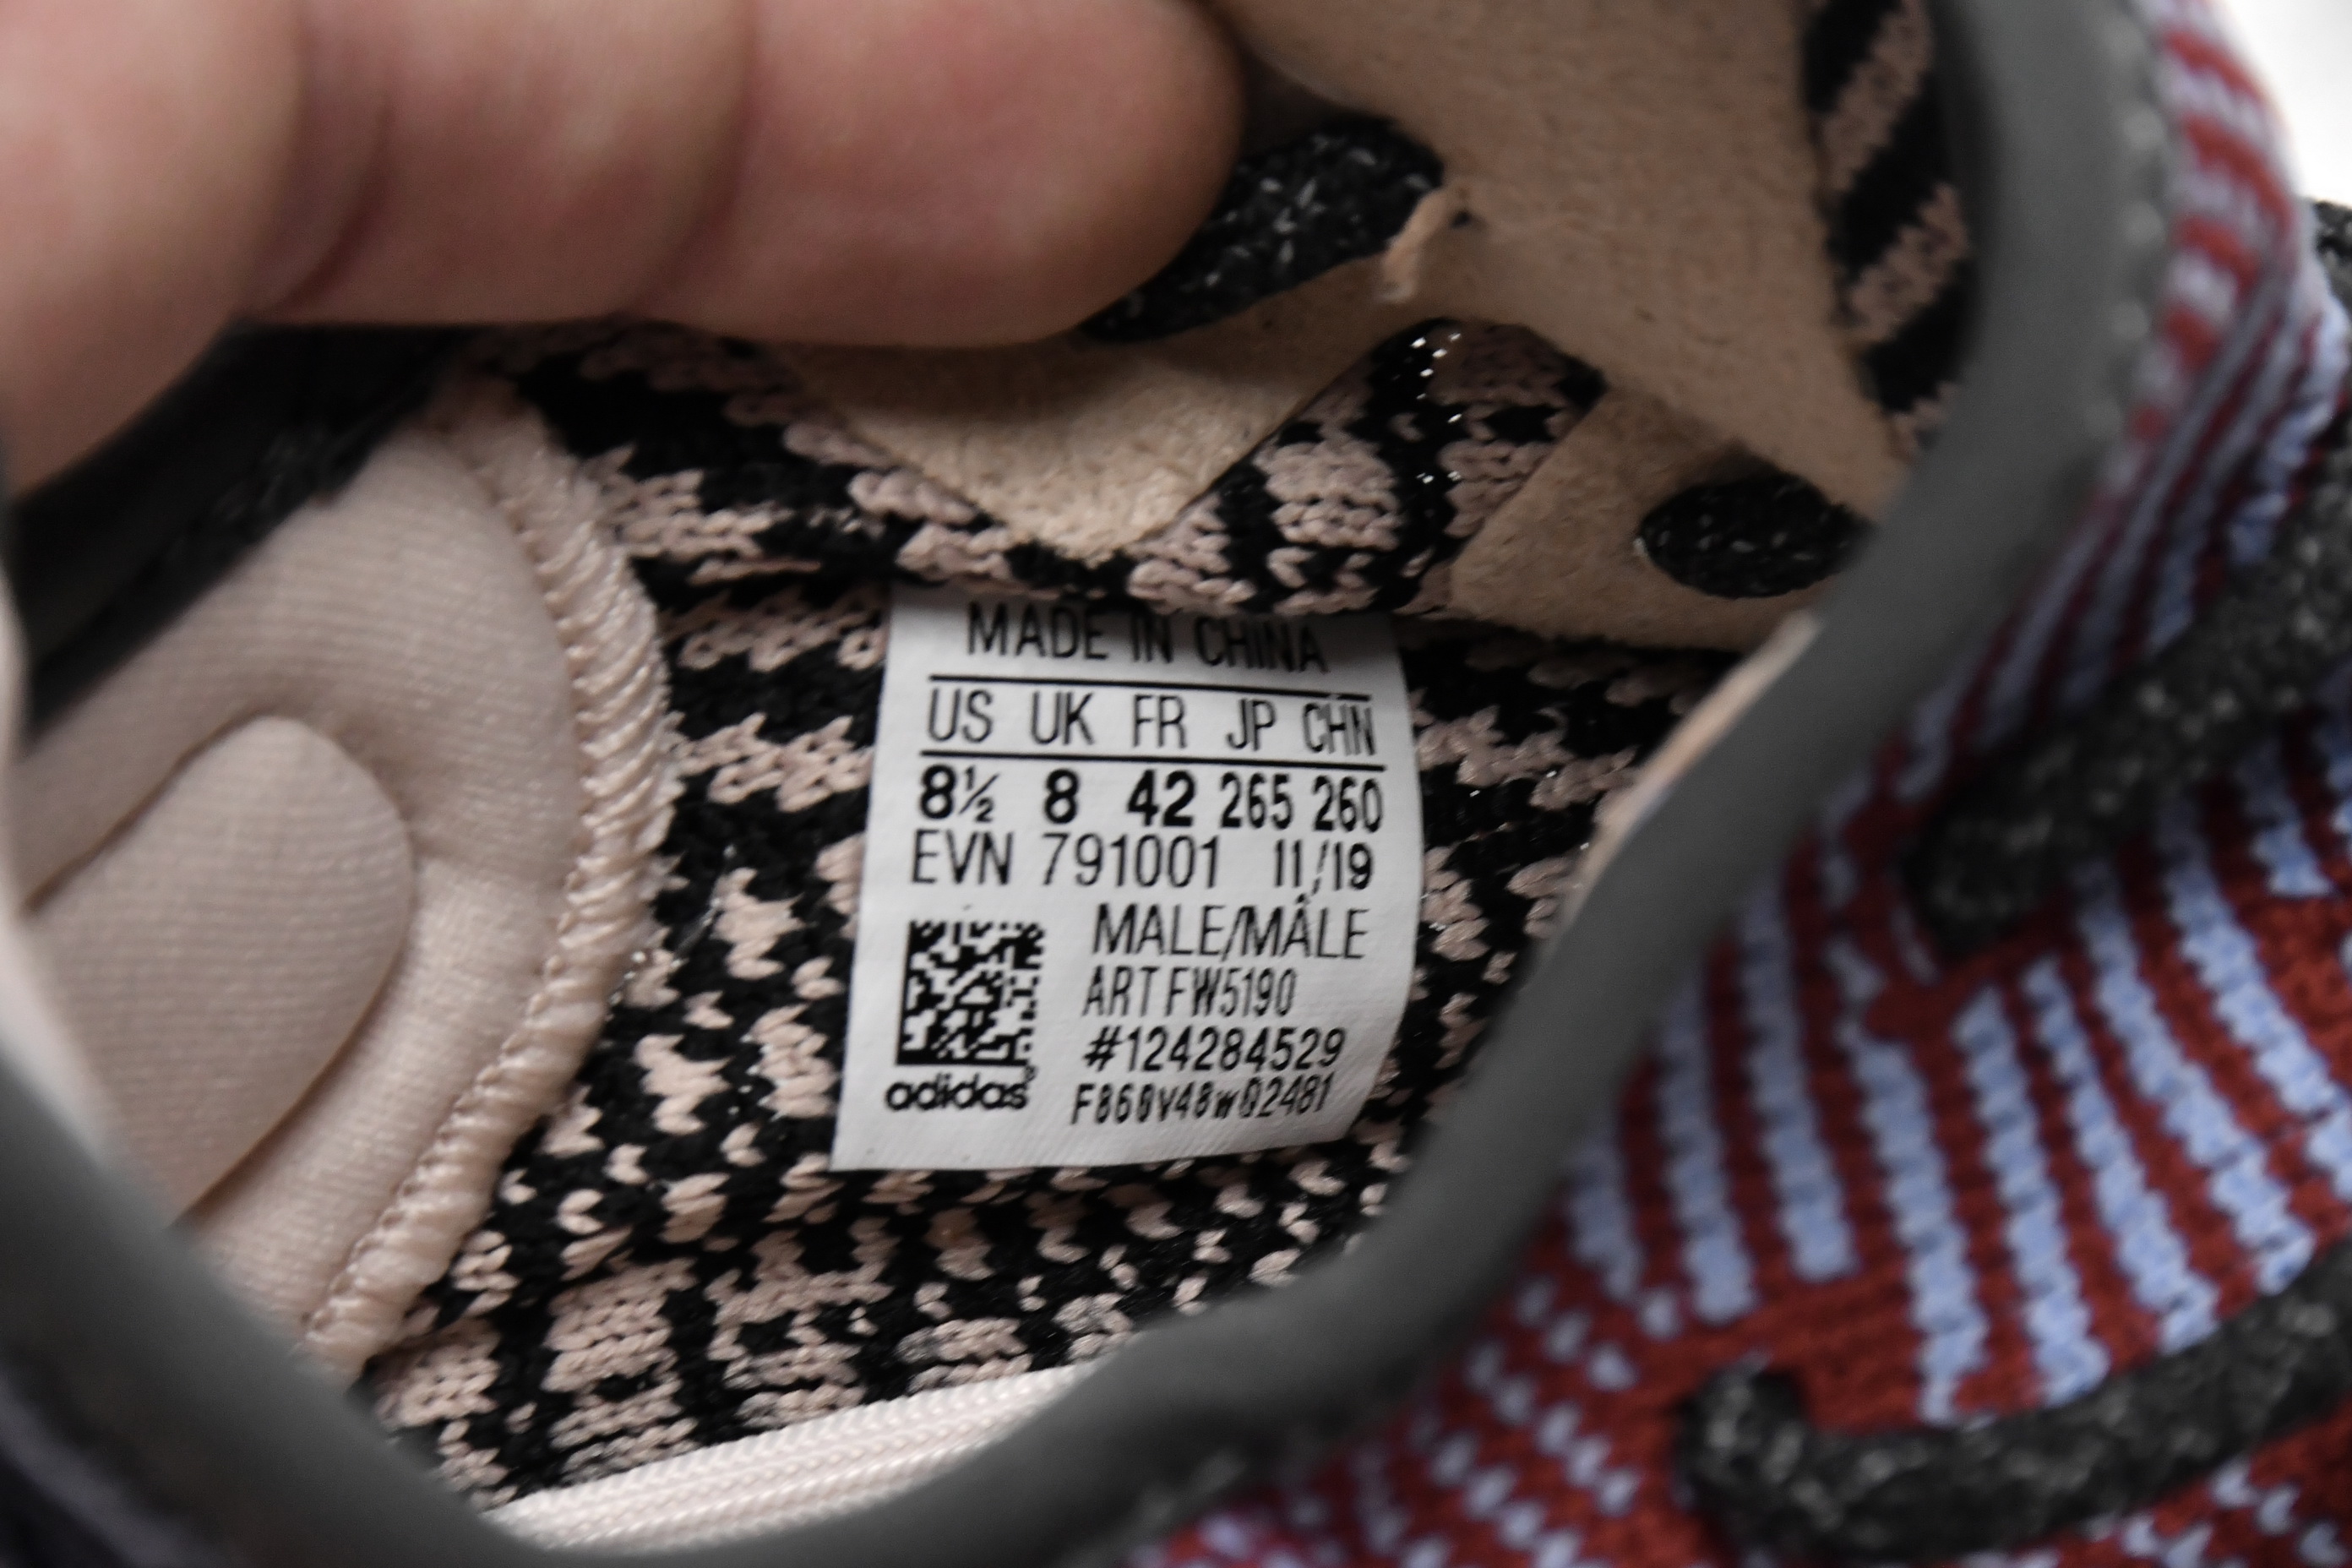 MADE IN CHINA
US UK FR JP CHN
8½ 8 42 265 260
EVN 791001 11/19
MALE/MÂLE
ART FW5190
#124284529
adidas